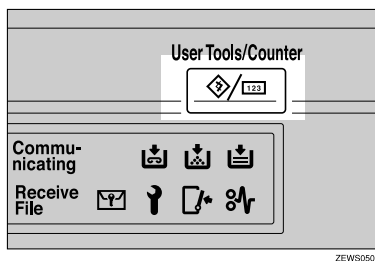 User Tools/Counter
123
Commu-
nicating
Receive
File
ZEWS050